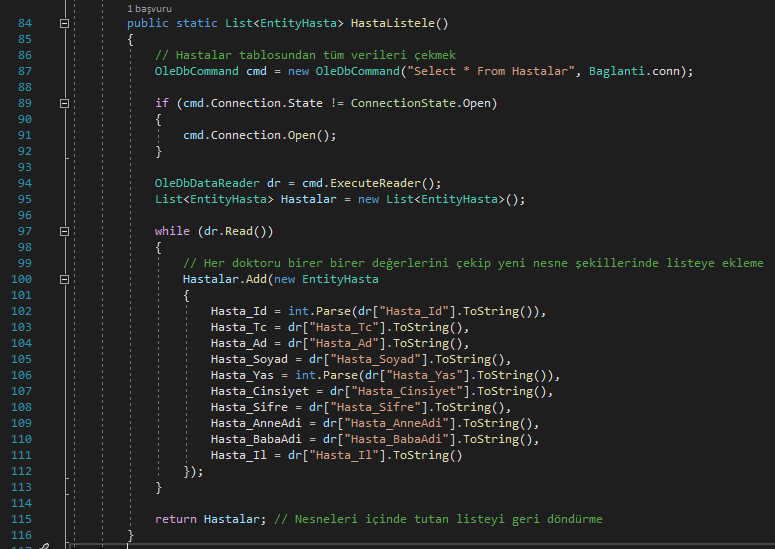 1 başvuru
84 public static List<EntityHasta> HastaListele()
85 {
86 // Hastalar tablosundan tüm verileri çekmek
87 OleDbCommand cmd = new OleDbCommand("Select * From Hastalar", Baglanti.conn);
88
89 if (cmd.Connection.State != ConnectionState.Open)
90 {
91 cmd.Connection.Open();
92 }
93
94 OleDbDataReader dr = cmd.ExecuteReader();
95 List<EntityHasta> Hastalar = new List<EntityHasta>();
96
97 while (dr.Read())
98 {
99 // Her doktoru birer birer değerlerini çekip yeni nesne şekillerinde listeye ekleme
100 Hastalar.Add(new EntityHasta
101 {
102 Hasta_Id = int.Parse(dr["Hasta_Id"].ToString()),
103 Hasta_Tc = dr["Hasta_Tc"].ToString(),
104 Hasta_Ad = dr["Hasta_Ad"].ToString(),
105 Hasta_Soyad = dr["Hasta_Soyad"].ToString(),
106 Hasta_Yas = int.Parse(dr["Hasta_Yas"].ToString()),
107 Hasta_Cinsiyet = dr["Hasta_Cinsiyet"].ToString(),
108 Hasta_Sifre = dr["Hasta_Sifre"].ToString(),
109 Hasta_AnneAdi = dr["Hasta_AnneAdi"].ToString(),
110 Hasta_BabaAdi = dr["Hasta_BabaAdi"].ToString(),
111 Hasta_Il = dr["Hasta_Il"].ToString()
112 });
113 }
114
115 return Hastalar; // Nesneleri içinde tutan listeyi geri döndürme
116 }